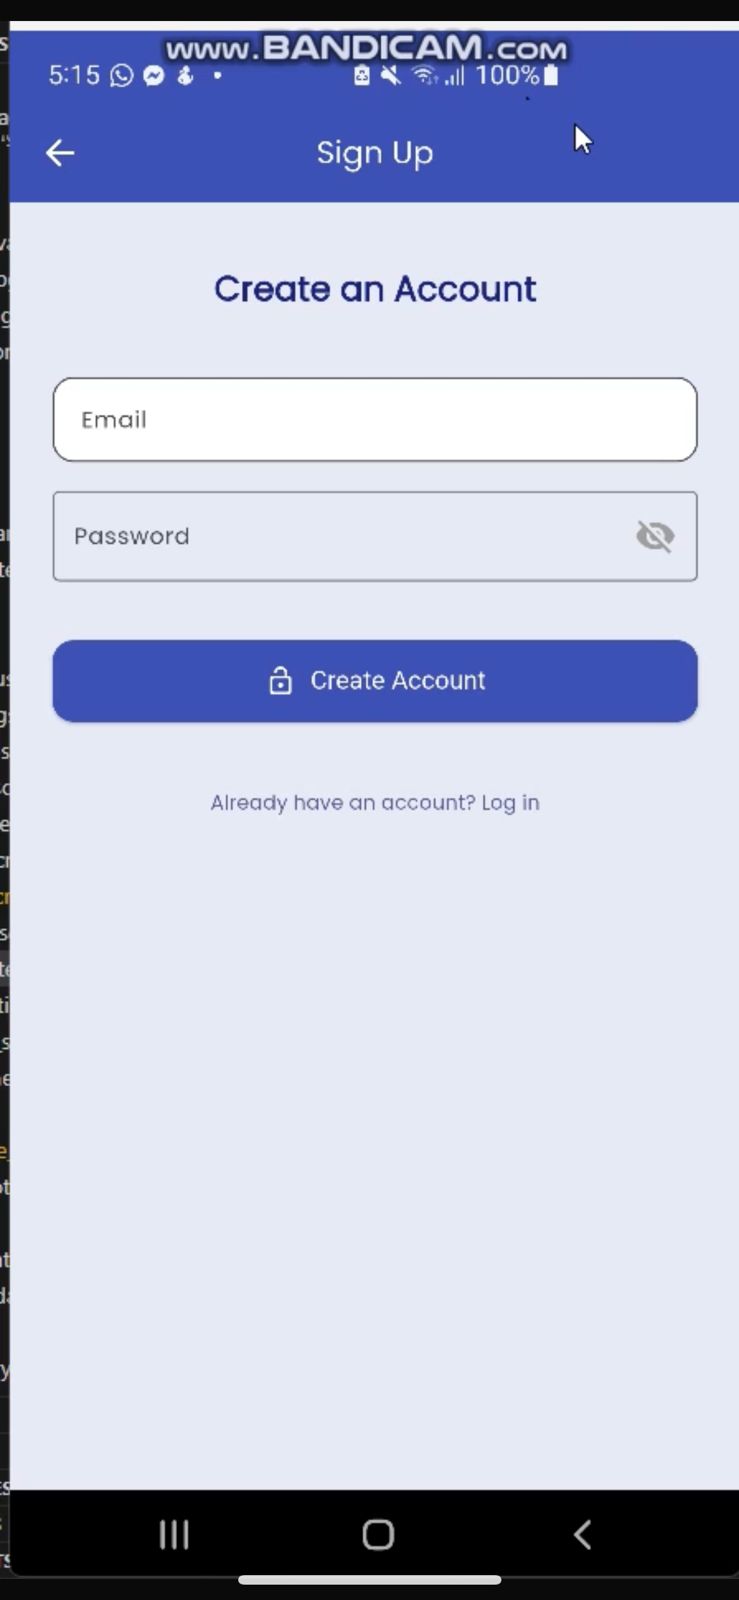 www.BANDICAM.com
5:15 100%
Sign Up
Create an Account
Email
Password
Create Account
Already have an account? Log in